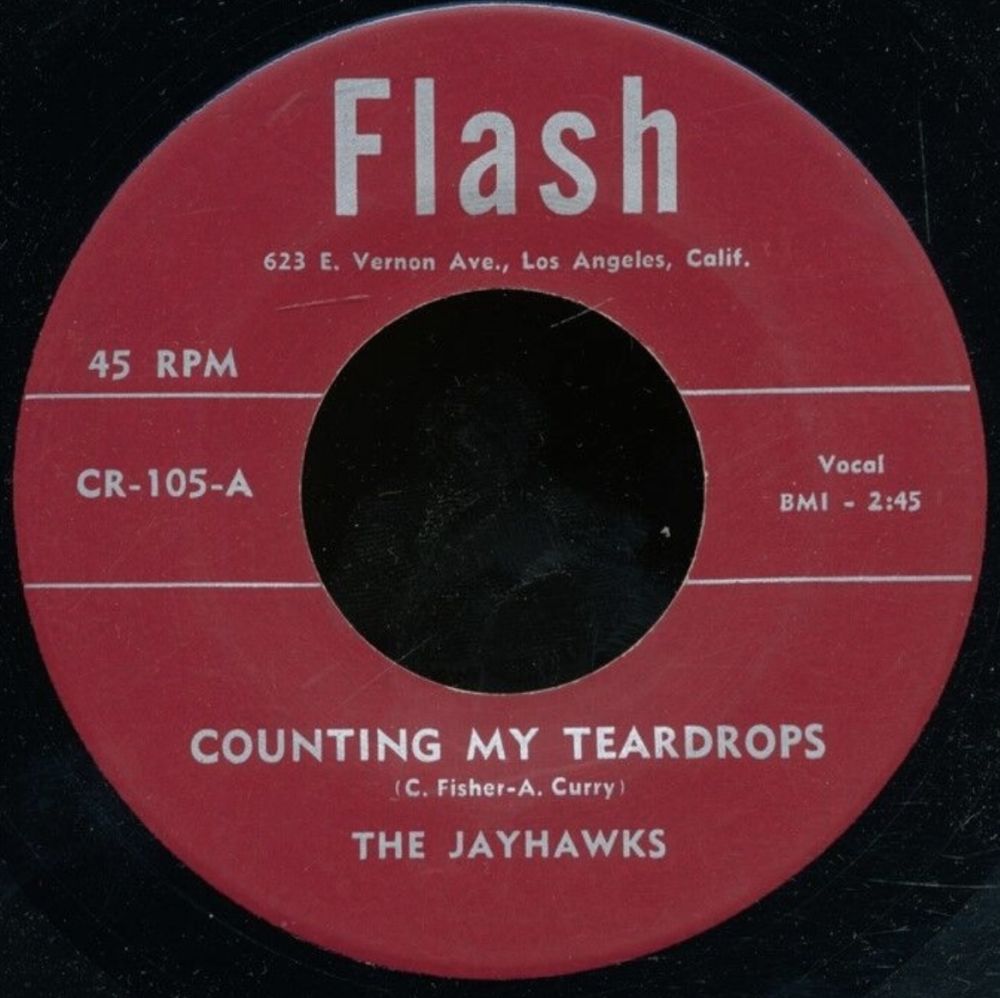 Flash
623 E. Vernon Ave., Los Angeles, Calif.
45 RPM
CR-105-A
Vocal
BMI - 2:45
COUNTING MY TEARDROPS
(C. Fisher-A. Curry)
THE JAYHAWKS